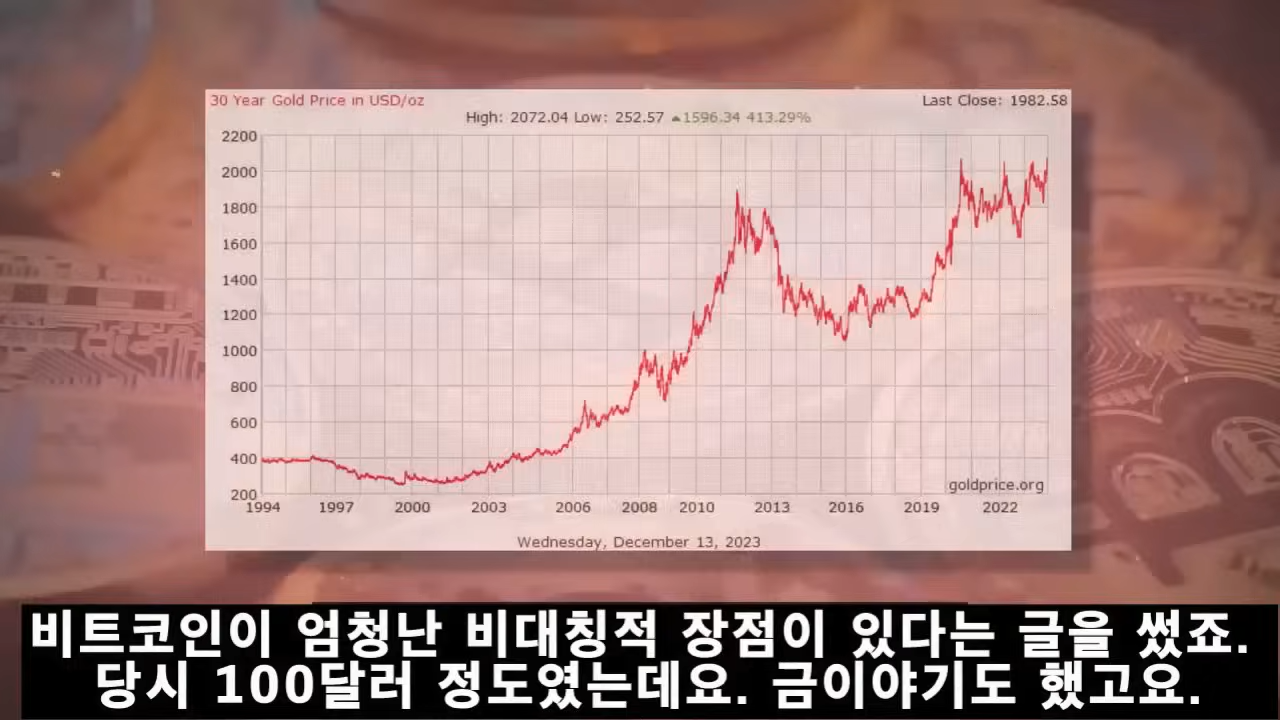 30 Year Gold Price in USD/oz
Last Close: 1982.58
High: 2072.04 Low: 252.57 ▲1596.34 413.29%
2200
2000
1800
1600
1400
1200
1000
800
600
400
200
goldprice.org
1994 1997 2000 2003 2006 2008 2010 2013 2016 2019 2022
Wednesday, December 13, 2023
비트코인이 엄청난 비대칭적 장점이 있다는 글을 썼죠.
당시 100달러 정도였는데요. 금이야기도 했고요.